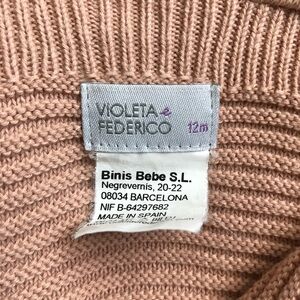 VIOLETA e
FEDERICO 12m
Binis Bebe S.L.
Negrevernis, 20-22
08034 BARCELONA
NIF B-64297682
MADE IN SPAIN